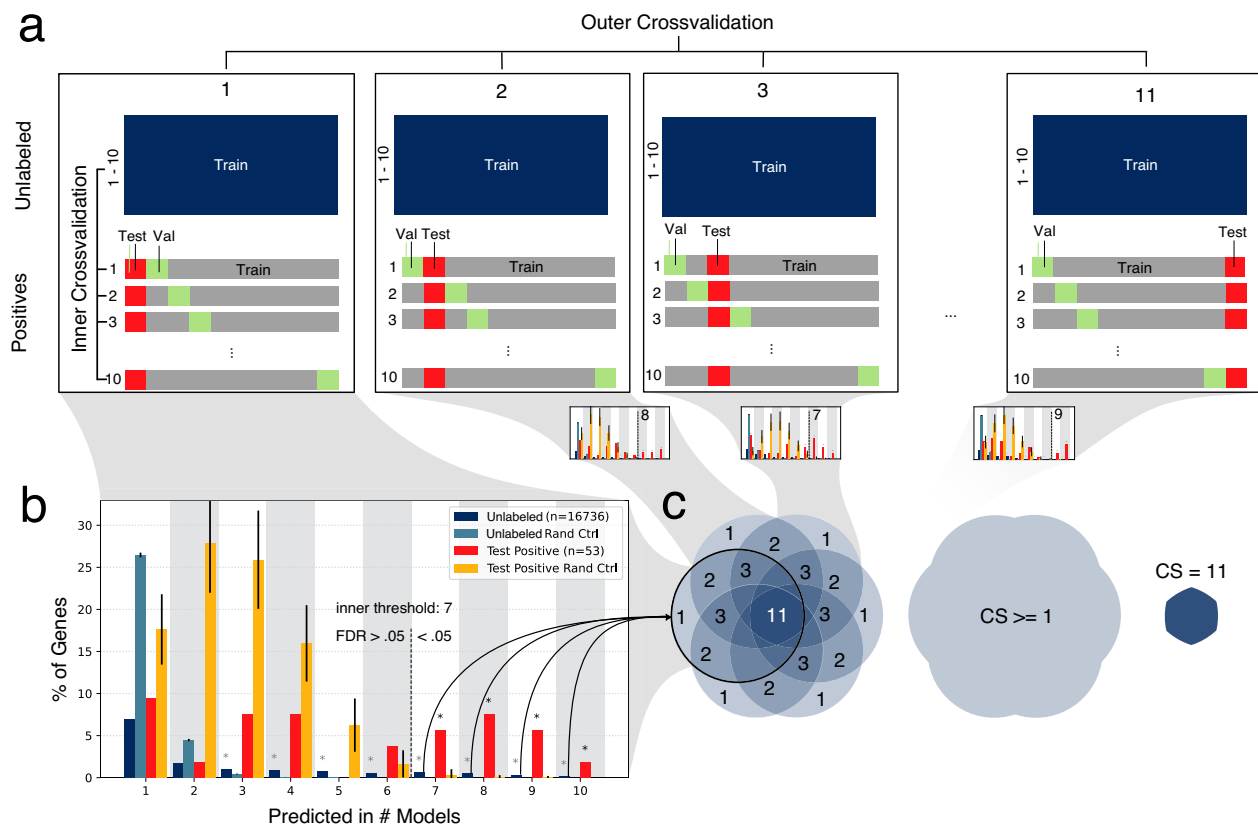 a
Outer Crossvalidation
1
2
3
11
Unlabeled
Positives
Inner Crossvalidation
1 - 10
Train
1 - 10
Train
1 - 10
Train
1 - 10
Train
Test Val
1 Train
2
3
...
10
Val Test
1
2
3
...
10
Val Test
1 Train
2
3
...
10
...
Val Test
1 Train
2
3
...
10
8
7
9
b
% of Genes
30
25
20
15
10
5
0
Unlabeled (n=16736)
Unlabeled Rand Ctrl
Test Positive (n=53)
Test Positive Rand Ctrl
inner threshold: 7
FDR > .05 < .05
* * * *
* * * * * * * *
1 2 3 4 5 6 7 8 9 10
Predicted in # Models
c
1 2 1
2 3 3 2
1 3 11 3 1
2 3 2
1 2 1
CS >= 1
CS = 11